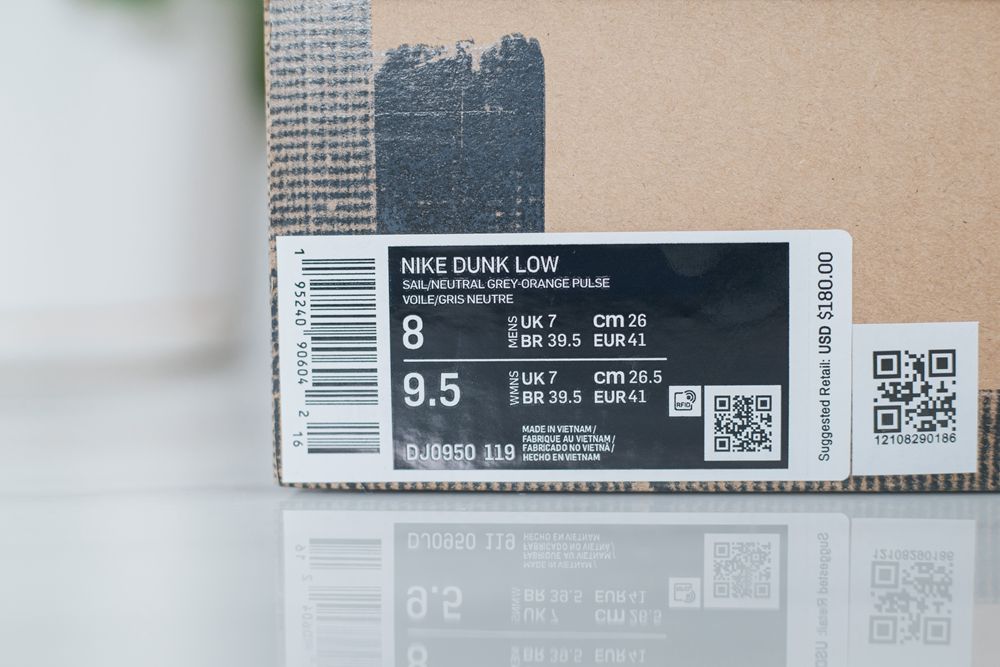 1 95240 90604 2 16
NIKE DUNK LOW
SAIL/NEUTRAL GREY-ORANGE PULSE
VOILE/GRIS NEUTRE
8
MENS
UK 7 cm 26
BR 39.5 EUR 41
9.5
WMNS
UK 7 cm 26.5
BR 39.5 EUR 41
RFID
DJ0950 119
MADE IN VIETNAM /
FABRIQUE AU VIETNAM /
FABRICADO NO VIETNÃ /
HECHO EN VIETNAM
Suggested Retail: USD $180.00
12108290186